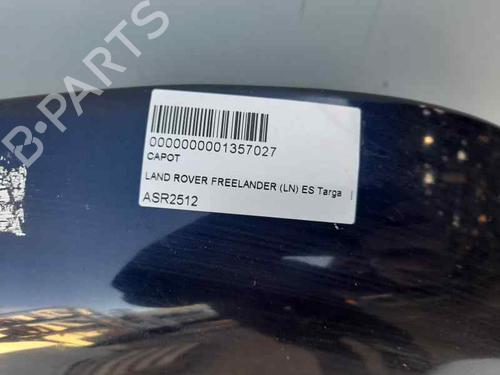 B-PARTS
0000000001357027
CAPOT
LAND ROVER FREELANDER (LN) ES Targa |
ASR2512